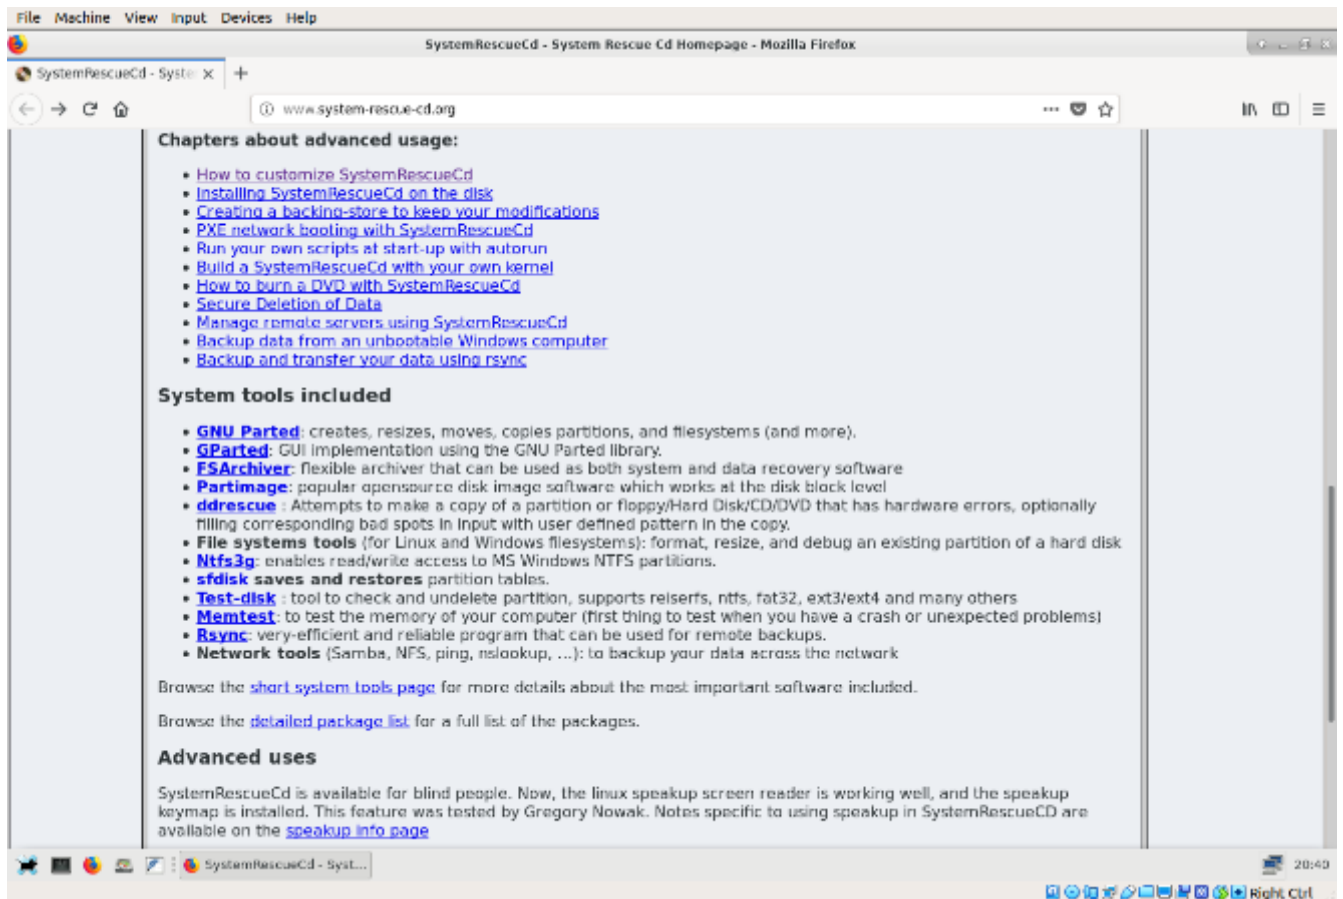 File Machine View Input Devices Help
SystemRescueCd - System Rescue Cd Homepage - Mozilla Firefox
SystemRescueCd - Syste
www.system-rescue-cd.org
Chapters about advanced usage:
• How to customize SystemRescueCd
• Installing SystemRescueCd on the disk
• Creating a backing-store to keep your modifications
• PXE network booting with SystemRescueCd
• Run your own scripts at start-up with autorun
• Build a SystemRescueCd with your own kernel
• How to burn a DVD with SystemRescueCd
• Secure Deletion of Data
• Manage remote servers using SystemRescueCd
• Backup data from an unbootable Windows computer
• Backup and transfer your data using rsync
System tools included
• GNU Parted: creates, resizes, moves, copies partitions, and filesystems (and more).
• GParted: GUI implementation using the GNU Parted library.
• FSArchiver: flexible archiver that can be used as both system and data recovery software
• Partimage: popular opensource disk image software which works at the disk block level
• ddrescue : Attempts to make a copy of a partition or floppy/Hard Disk/CD/DVD that has hardware errors, optionally
filling corresponding bad spots in input with user defined pattern in the copy.
• File systems tools (for Linux and Windows filesystems): format, resize, and debug an existing partition of a hard disk
• Ntfs3g: enables read/write access to MS Windows NTFS partitions.
• sfdisk saves and restores partition tables.
• Test-disk : tool to check and undelete partition, supports reiserfs, ntfs, fat32, ext3/ext4 and many others
• Memtest: to test the memory of your computer (first thing to test when you have a crash or unexpected problems)
• Rsync: very-efficient and reliable program that can be used for remote backups.
• Network tools (Samba, NFS, ping, nslookup, ...): to backup your data across the network
Browse the short system tools page for more details about the most important software included.
Browse the detailed package list for a full list of the packages.
Advanced uses
SystemRescueCd is available for blind people. Now, the linux speakup screen reader is working well, and the speakup
keymap is installed. This feature was tested by Gregory Nowak. Notes specific to using speakup in SystemRescueCD are
available on the speakup info page
SystemRescueCd - Syst...
20:40
Right Ctrl